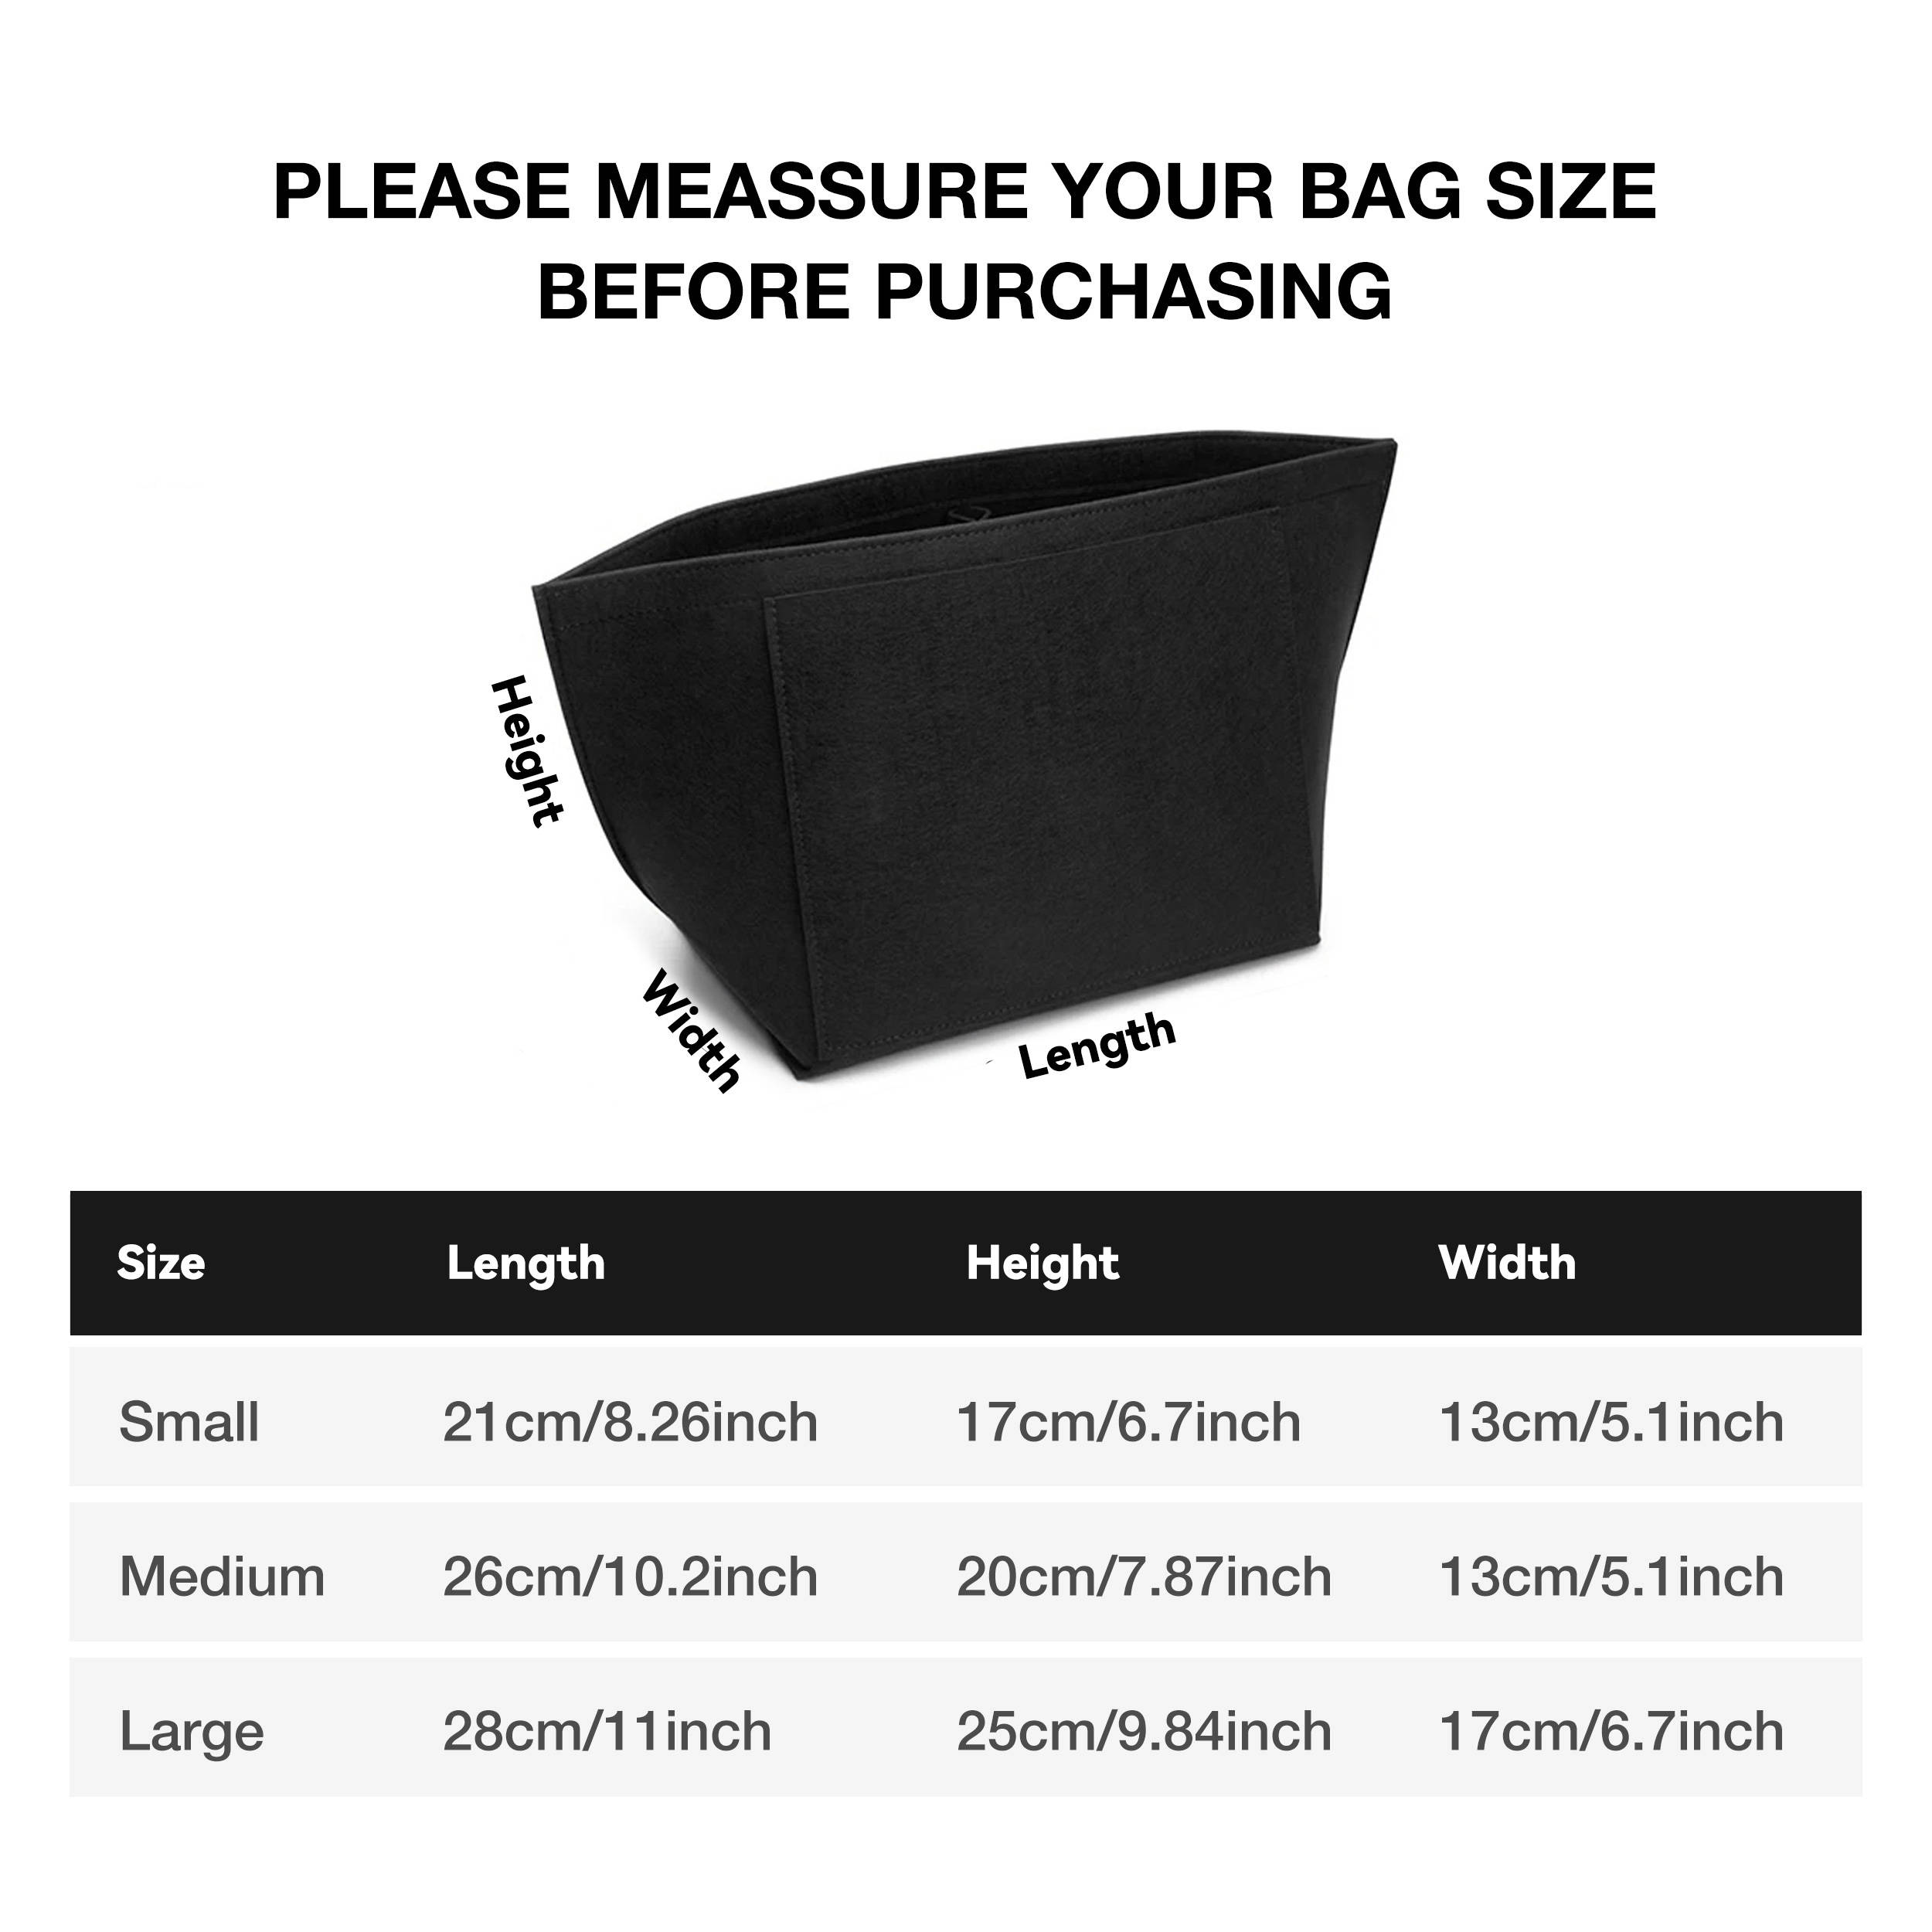 PLEASE MEASSURE YOUR BAG SIZE
BEFORE PURCHASING
Height
Width
Length
Size Length Height Width
Small 21cm/8.26inch 17cm/6.7inch 13cm/5.1inch
Medium 26cm/10.2inch 20cm/7.87inch 13cm/5.1inch
Large 28cm/11inch 25cm/9.84inch 17cm/6.7inch